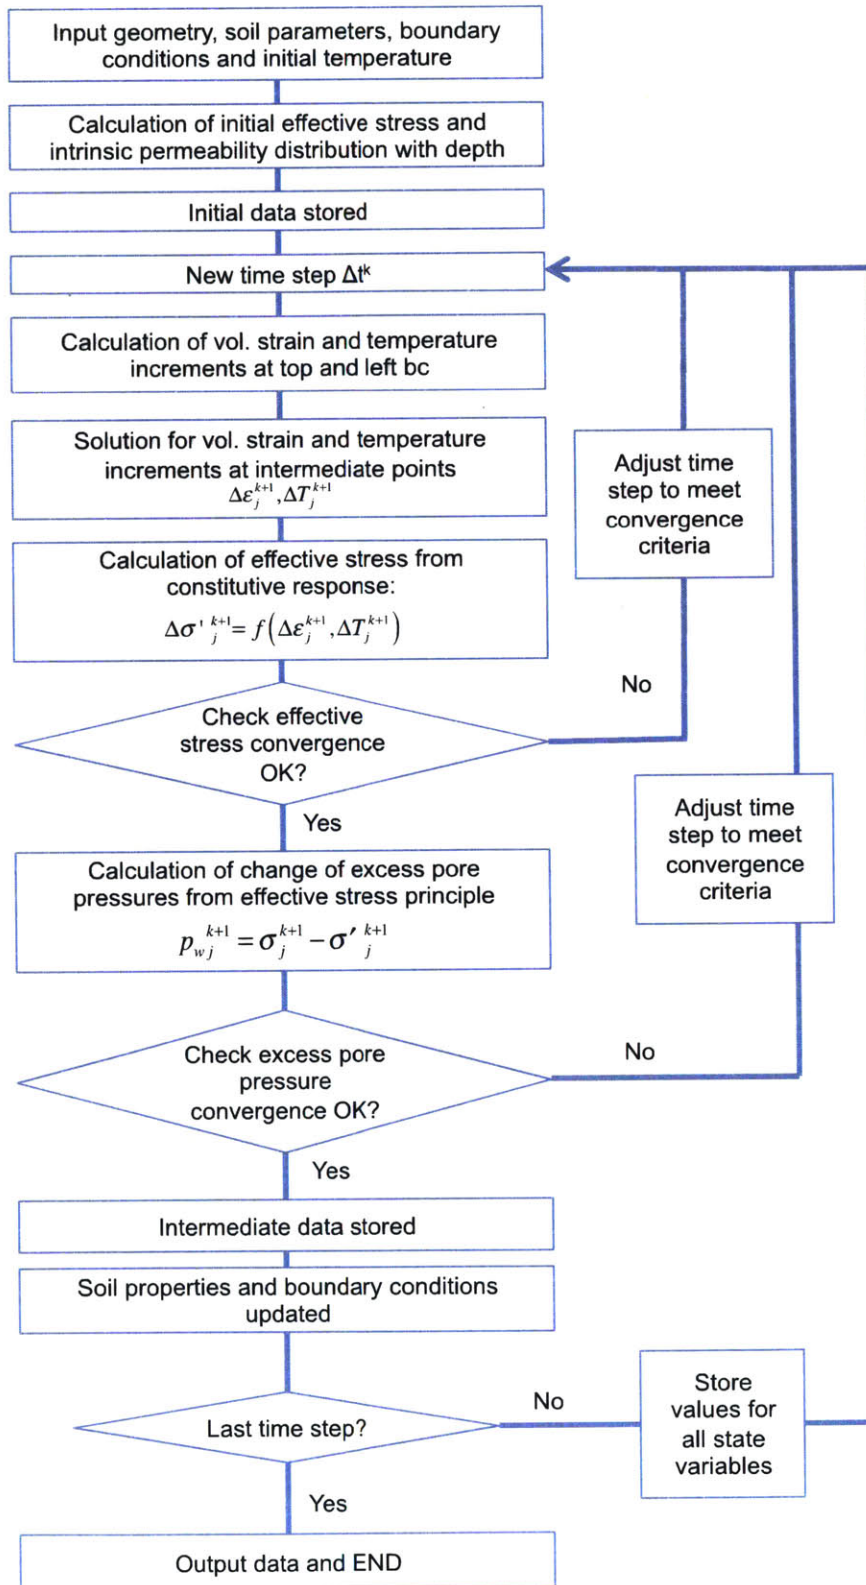 Input geometry, soil parameters, boundary
conditions and initial temperature
Calculation of initial effective stress and
intrinsic permeability distribution with depth
Initial data stored
New time step Δtᵏ
Calculation of vol. strain and temperature
increments at top and left bc
Solution for vol. strain and temperature
increments at intermediate points
Δε_j^{k+1}, ΔT_j^{k+1}
Adjust time
step to meet
convergence
criteria
Calculation of effective stress from
constitutive response:
Δσ'_j^{k+1} = f(Δε_j^{k+1}, ΔT_j^{k+1})
No
Check effective
stress convergence
OK?
Yes
Adjust time
step to meet
convergence
criteria
Calculation of change of excess pore
pressures from effective stress principle
p_{wj}^{k+1} = σ_j^{k+1} − σ′_j^{k+1}
No
Check excess pore
pressure
convergence OK?
Yes
Intermediate data stored
Soil properties and boundary conditions
updated
Last time step?
No
Store
values for
all state
variables
Yes
Output data and END